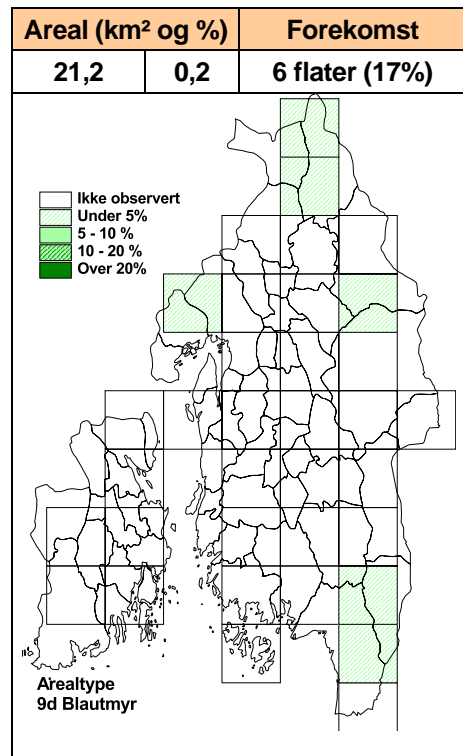 Areal (km² og %) Forekomst
21,2 0,2 6 flater (17%)
Ikke observert
Under 5%
5 - 10 %
10 - 20 %
Over 20%
Arealtype
9d Blautmyr